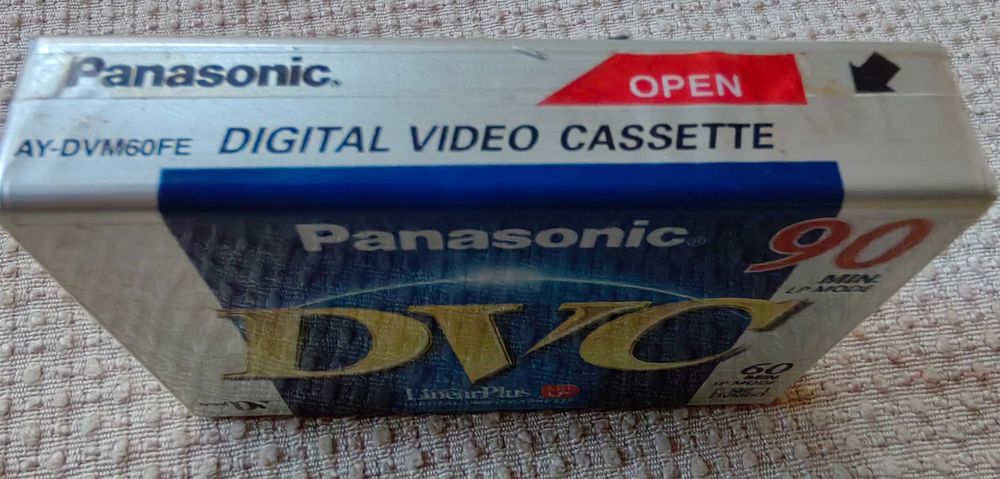 Panasonic
OPEN
AY-DVM60FE DIGITAL VIDEO CASSETTE
Panasonic
90
MIN.
LP MODE
DVC
60
LinearPlus